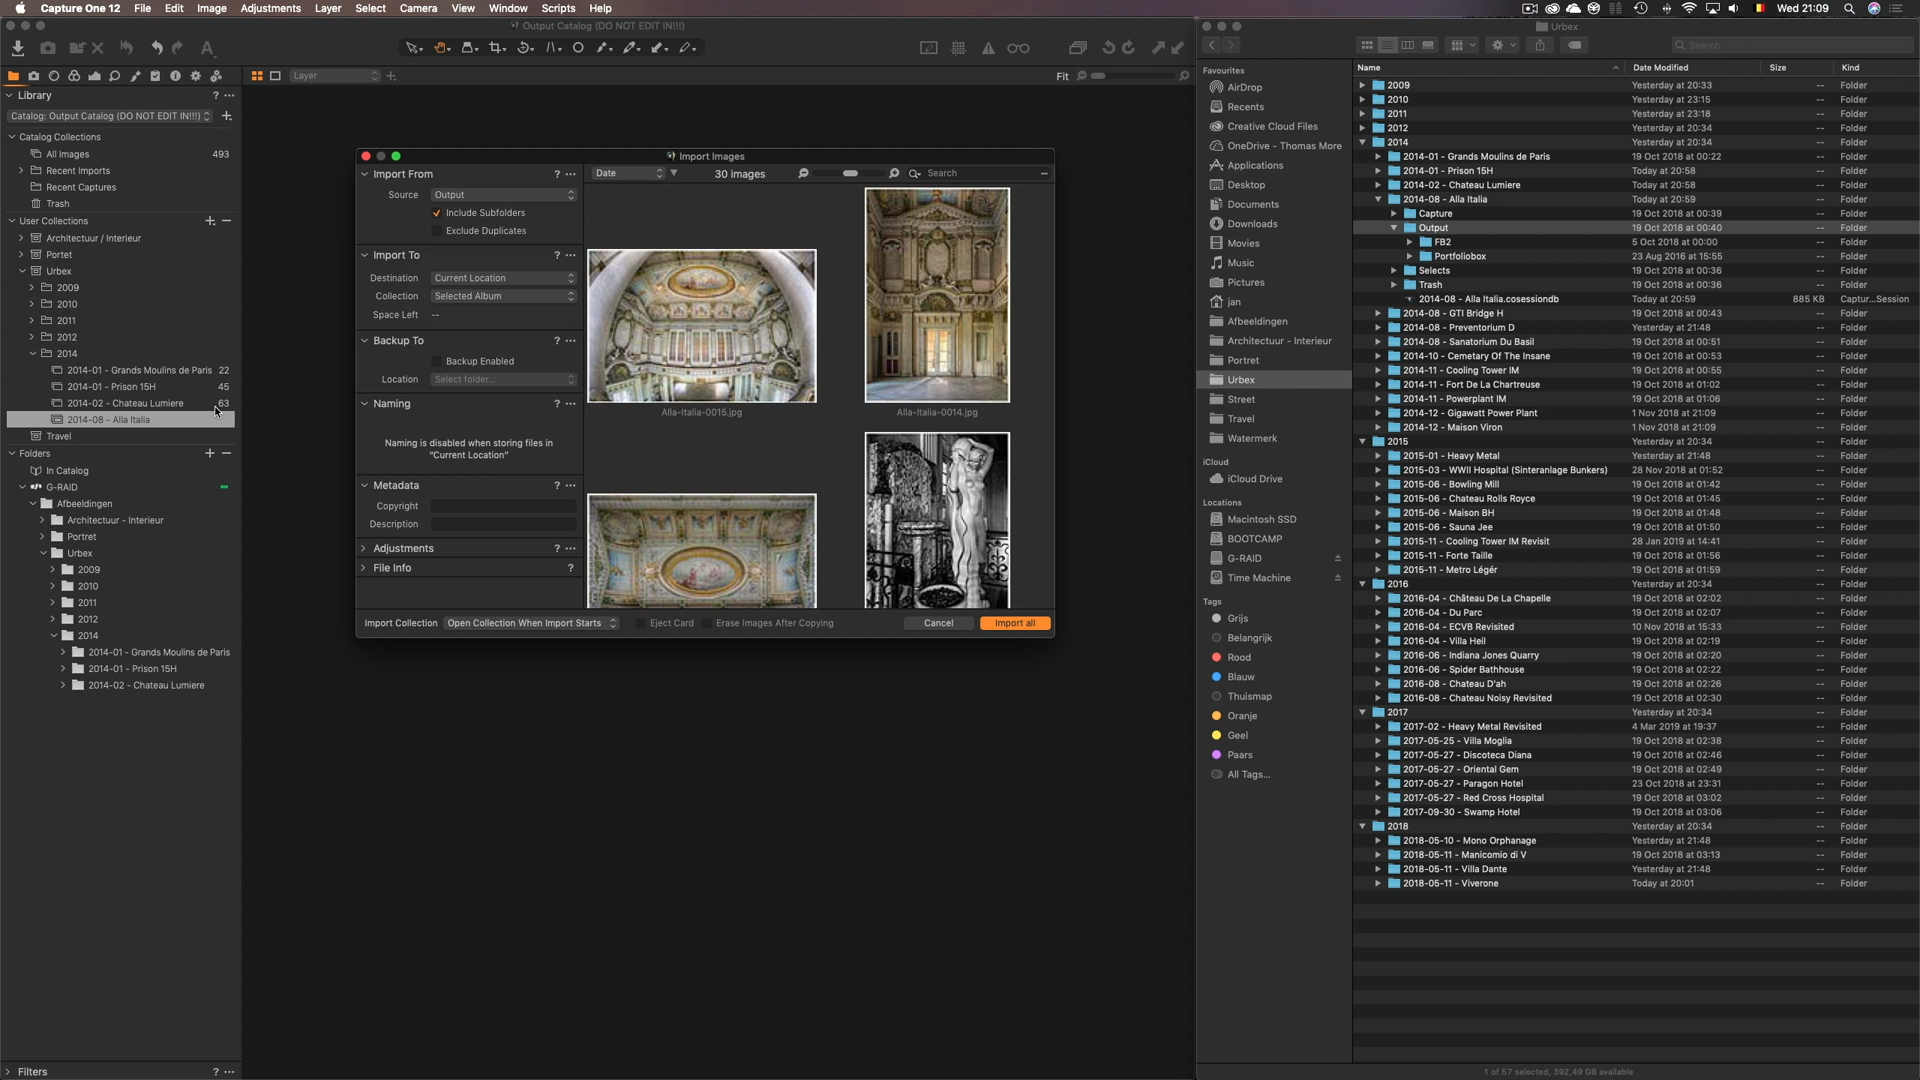 Capture One 12 File Edit Image Adjustments Layer Select Camera View Window Scripts Help
Wed 21:09
Output Catalog (DO NOT EDIT IN!!!)
Layer
Fit
Library
Catalog: Output Catalog (DO NOT EDIT IN!!!)
Catalog Collections
All Images 493
Recent Imports
Recent Captures
Trash
User Collections
Architectuur / Interieur
Portet
Urbex
2009
2010
2011
2012
2014
2014-01 - Grands Moulins de Paris 22
2014-01 - Prison 15H 45
2014-02 - Chateau Lumiere 63
2014-08 - Alla Italia
Travel
Folders
In Catalog
G-RAID
Afbeeldingen
Architectuur - Interieur
Portret
Urbex
2009
2010
2011
2012
2014
2014-01 - Grands Moulins de Paris
2014-01 - Prison 15H
2014-02 - Chateau Lumiere
Filters
Import Images
Import From
Source Output
Include Subfolders
Exclude Duplicates
Import To
Destination Current Location
Collection Selected Album
Space Left --
Backup To
Backup Enabled
Location Select folder...
Naming
Naming is disabled when storing files in
"Current Location"
Metadata
Copyright
Description
Adjustments
File Info
Date 30 images Search
Alla-Italia-0015.jpg
Alla-Italia-0014.jpg
Import Collection Open Collection When Import Starts Eject Card Erase Images After Copying Cancel Import all
Urbex
Search
Favourites
AirDrop
Recents
Creative Cloud Files
OneDrive - Thomas More
Applications
Desktop
Documents
Downloads
Movies
Music
Pictures
jan
Afbeeldingen
Architectuur - Interieur
Portret
Urbex
Street
Travel
Watermerk
iCloud
iCloud Drive
Locations
Macintosh SSD
BOOTCAMP
G-RAID
Time Machine
Tags
Grijs
Belangrijk
Rood
Blauw
Thuismap
Oranje
Geel
Paars
All Tags...
Name Date Modified Size Kind
2009 Yesterday at 20:33 -- Folder
2010 Yesterday at 23:15 -- Folder
2011 Yesterday at 23:18 -- Folder
2012 Yesterday at 20:34 -- Folder
2014 Yesterday at 20:34 -- Folder
2014-01 - Grands Moulins de Paris 19 Oct 2018 at 00:22 -- Folder
2014-01 - Prison 15H Today at 20:58 -- Folder
2014-02 - Chateau Lumiere Today at 20:58 -- Folder
2014-08 - Alla Italia Today at 20:59 -- Folder
Capture 19 Oct 2018 at 00:39 -- Folder
Output 19 Oct 2018 at 00:40 -- Folder
FB2 5 Oct 2018 at 00:00 -- Folder
Portfoliobox 23 Aug 2016 at 15:55 -- Folder
Selects 19 Oct 2018 at 00:36 -- Folder
Trash 19 Oct 2018 at 00:36 -- Folder
2014-08 - Alla Italia.cosessiondb Today at 20:59 885 KB Captur...Session
2014-08 - GTI Bridge H 19 Oct 2018 at 00:43 -- Folder
2014-08 - Preventorium D Yesterday at 21:48 -- Folder
2014-08 - Sanatorium Du Basil 19 Oct 2018 at 00:51 -- Folder
2014-10 - Cemetary Of The Insane 19 Oct 2018 at 00:53 -- Folder
2014-11 - Cooling Tower IM 19 Oct 2018 at 00:55 -- Folder
2014-11 - Fort De La Chartreuse 19 Oct 2018 at 01:02 -- Folder
2014-11 - Powerplant IM 19 Oct 2018 at 01:06 -- Folder
2014-12 - Gigawatt Power Plant 1 Nov 2018 at 21:09 -- Folder
2014-12 - Maison Viron 1 Nov 2018 at 21:09 -- Folder
2015 Yesterday at 20:34 -- Folder
2015-01 - Heavy Metal Yesterday at 21:48 -- Folder
2015-03 - WWII Hospital (Sinteranlage Bunkers) 28 Nov 2018 at 01:52 -- Folder
2015-06 - Bowling Mill 19 Oct 2018 at 01:42 -- Folder
2015-06 - Chateau Rolls Royce 19 Oct 2018 at 01:45 -- Folder
2015-06 - Maison BH 19 Oct 2018 at 01:48 -- Folder
2015-06 - Sauna Jee 19 Oct 2018 at 01:50 -- Folder
2015-11 - Cooling Tower IM Revisit 28 Jan 2019 at 14:41 -- Folder
2015-11 - Forte Taille 19 Oct 2018 at 01:56 -- Folder
2015-11 - Metro Légér 19 Oct 2018 at 01:59 -- Folder
2016 Yesterday at 20:34 -- Folder
2016-04 - Château De La Chapelle 19 Oct 2018 at 02:02 -- Folder
2016-04 - Du Parc 19 Oct 2018 at 02:07 -- Folder
2016-04 - ECVB Revisited 10 Nov 2018 at 15:33 -- Folder
2016-04 - Villa Heil 19 Oct 2018 at 02:19 -- Folder
2016-06 - Indiana Jones Quarry 19 Oct 2018 at 02:20 -- Folder
2016-06 - Spider Bathhouse 19 Oct 2018 at 02:22 -- Folder
2016-08 - Chateau D'ah 19 Oct 2018 at 02:26 -- Folder
2016-08 - Chateau Noisy Revisited 19 Oct 2018 at 02:30 -- Folder
2017 Yesterday at 20:34 -- Folder
2017-02 - Heavy Metal Revisited 4 Mar 2019 at 19:37 -- Folder
2017-05-25 - Villa Moglia 19 Oct 2018 at 02:38 -- Folder
2017-05-27 - Discoteca Diana 19 Oct 2018 at 02:46 -- Folder
2017-05-27 - Oriental Gem 19 Oct 2018 at 02:49 -- Folder
2017-05-27 - Paragon Hotel 23 Oct 2018 at 23:31 -- Folder
2017-05-27 - Red Cross Hospital 19 Oct 2018 at 03:02 -- Folder
2017-09-30 - Swamp Hotel 19 Oct 2018 at 03:06 -- Folder
2018 Yesterday at 20:34 -- Folder
2018-05-10 - Mono Orphanage Yesterday at 21:48 -- Folder
2018-05-11 - Manicomio di V 19 Oct 2018 at 03:13 -- Folder
2018-05-11 - Villa Dante Yesterday at 21:48 -- Folder
2018-05-11 - Viverone Today at 20:01 -- Folder
1 of 57 selected, 392,49 GB available